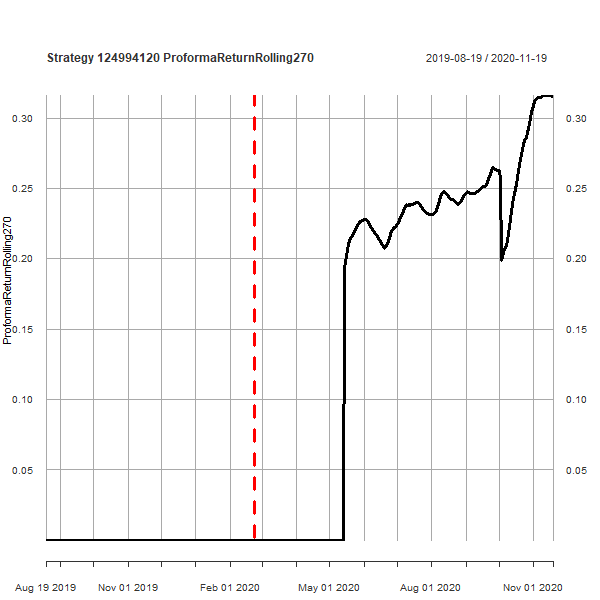 Strategy 124994120 ProformaReturnRolling270
2019-08-19 / 2020-11-19
ProformaReturnRolling270
0.30
0.25
0.20
0.15
0.10
0.05
0.30
0.25
0.20
0.15
0.10
0.05
Aug 19 2019
Nov 01 2019
Feb 01 2020
May 01 2020
Aug 01 2020
Nov 01 2020